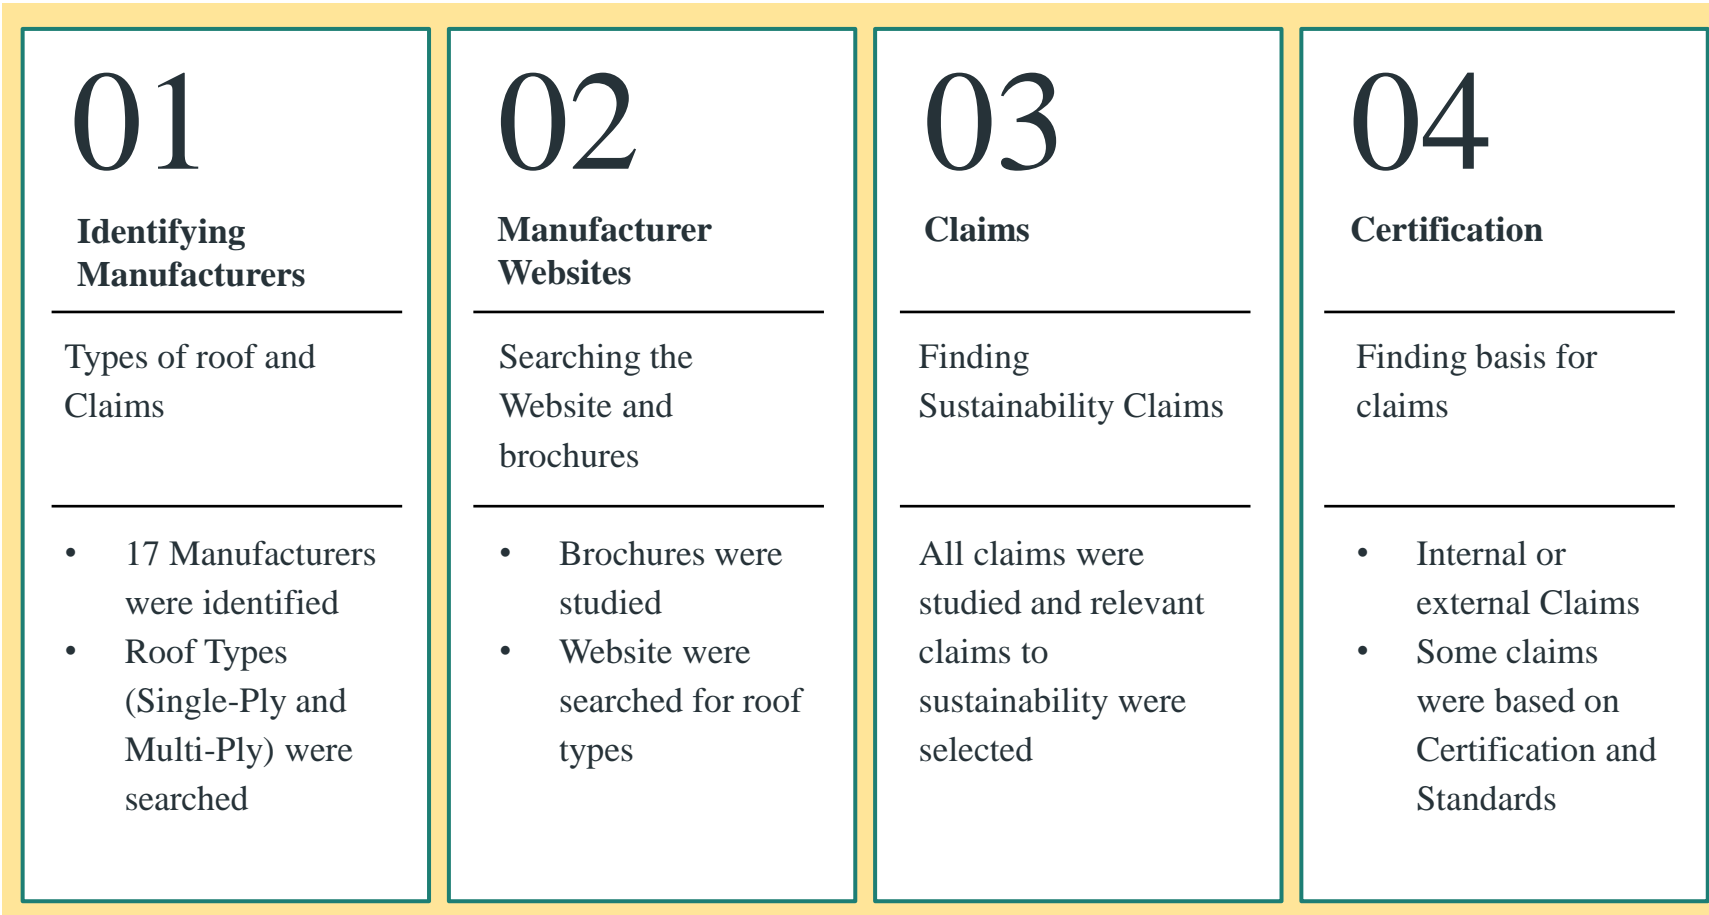 01
Identifying
Manufacturers
Types of roof and
Claims
• 17 Manufacturers
were identified
• Roof Types
(Single-Ply and
Multi-Ply) were
searched
02
Manufacturer
Websites
Searching the
Website and
brochures
• Brochures were
studied
• Website were
searched for roof
types
03
Claims
Finding
Sustainability Claims
All claims were
studied and relevant
claims to
sustainability were
selected
04
Certification
Finding basis for
claims
• Internal or
external Claims
• Some claims
were based on
Certification and
Standards